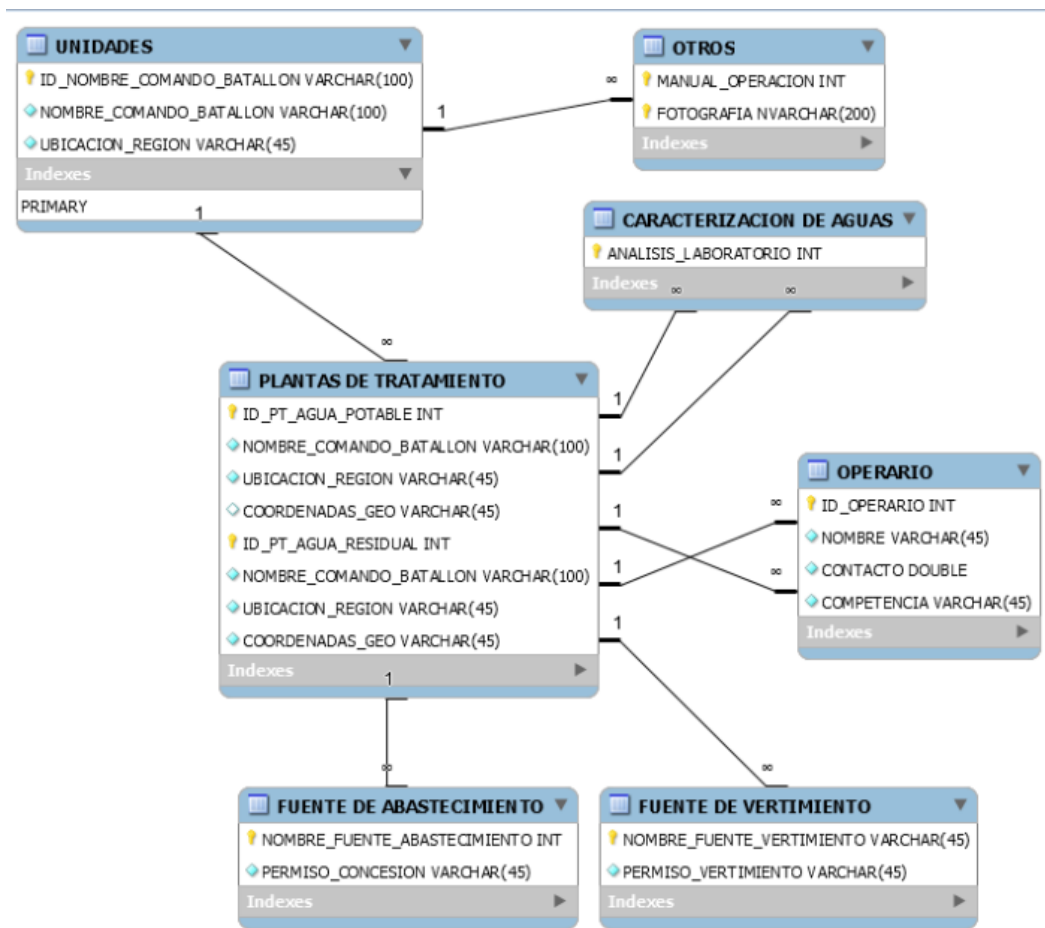 UNIDADES
ID_NOMBRE_COMANDO_BATALLON VARCHAR(100)
NOMBRE_COMANDO_BATALLON VARCHAR(100)
UBICACION_REGION VARCHAR(45)
Indexes
PRIMARY
1
1
∞
OTROS
MANUAL_OPERACION INT
FOTOGRAFIA NVARCHAR(200)
Indexes
CARACTERIZACION DE AGUAS
ANALISIS_LABORATORIO INT
Indexes
∞
∞
∞
PLANTAS DE TRATAMIENTO
ID_PT_AGUA_POTABLE INT
NOMBRE_COMANDO_BATALLON VARCHAR(100)
UBICACION_REGION VARCHAR(45)
COORDENADAS_GEO VARCHAR(45)
ID_PT_AGUA_RESIDUAL INT
NOMBRE_COMANDO_BATALLON VARCHAR(100)
UBICACION_REGION VARCHAR(45)
COORDENADAS_GEO VARCHAR(45)
Indexes
1
1
1
1
1
1
∞
∞
OPERARIO
ID_OPERARIO INT
NOMBRE VARCHAR(45)
CONTACTO DOUBLE
COMPETENCIA VARCHAR(45)
Indexes
∞
FUENTE DE ABASTECIMIENTO
NOMBRE_FUENTE_ABASTECIMIENTO INT
PERMISO_CONCESION VARCHAR(45)
Indexes
∞
FUENTE DE VERTIMIENTO
NOMBRE_FUENTE_VERTIMIENTO VARCHAR(45)
PERMISO_VERTIMIENTO VARCHAR(45)
Indexes